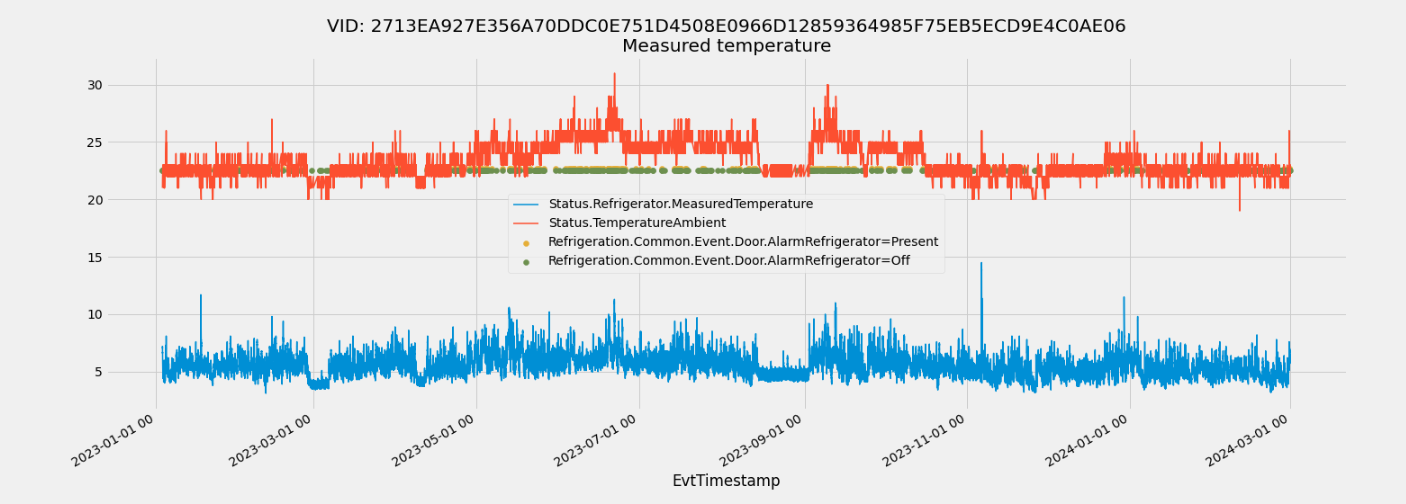 VID: 2713EA927E356A70DDC0E751D4508E0966D12859364985F75EB5ECD9E4C0AE06
Measured temperature
30
25
20
15
10
5
Status.Refrigerator.MeasuredTemperature
Status.TemperatureAmbient
Refrigeration.Common.Event.Door.AlarmRefrigerator=Present
Refrigeration.Common.Event.Door.AlarmRefrigerator=Off
2023-01-01 00
2023-03-01 00
2023-05-01 00
2023-07-01 00
2023-09-01 00
2023-11-01 00
2024-01-01 00
2024-03-01 00
EvtTimestamp